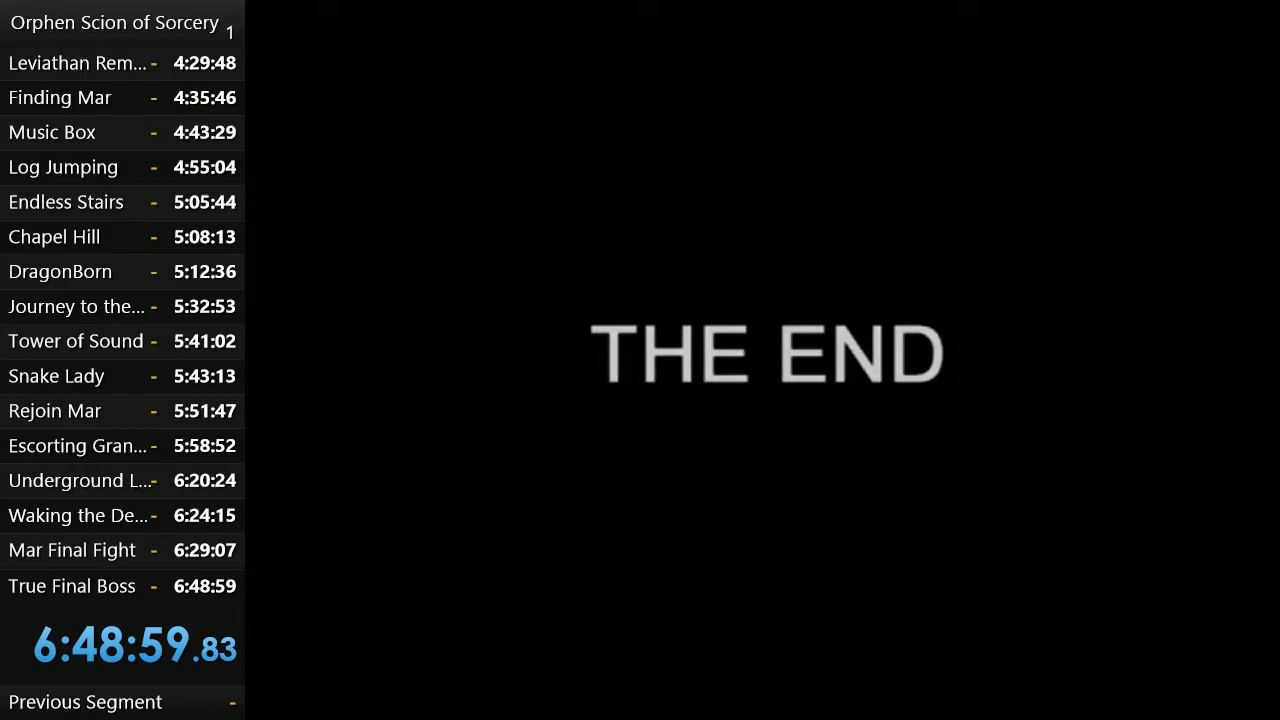 Orphen Scion of Sorcery 1
Leviathan Rem... - 4:29:48
Finding Mar - 4:35:46
Music Box - 4:43:29
Log Jumping - 4:55:04
Endless Stairs - 5:05:44
Chapel Hill - 5:08:13
DragonBorn - 5:12:36
Journey to the... - 5:32:53
Tower of Sound - 5:41:02
Snake Lady - 5:43:13
Rejoin Mar - 5:51:47
Escorting Gran... - 5:58:52
Underground L... - 6:20:24
Waking the De... - 6:24:15
Mar Final Fight - 6:29:07
True Final Boss - 6:48:59
6:48:59.83
Previous Segment -
THE END